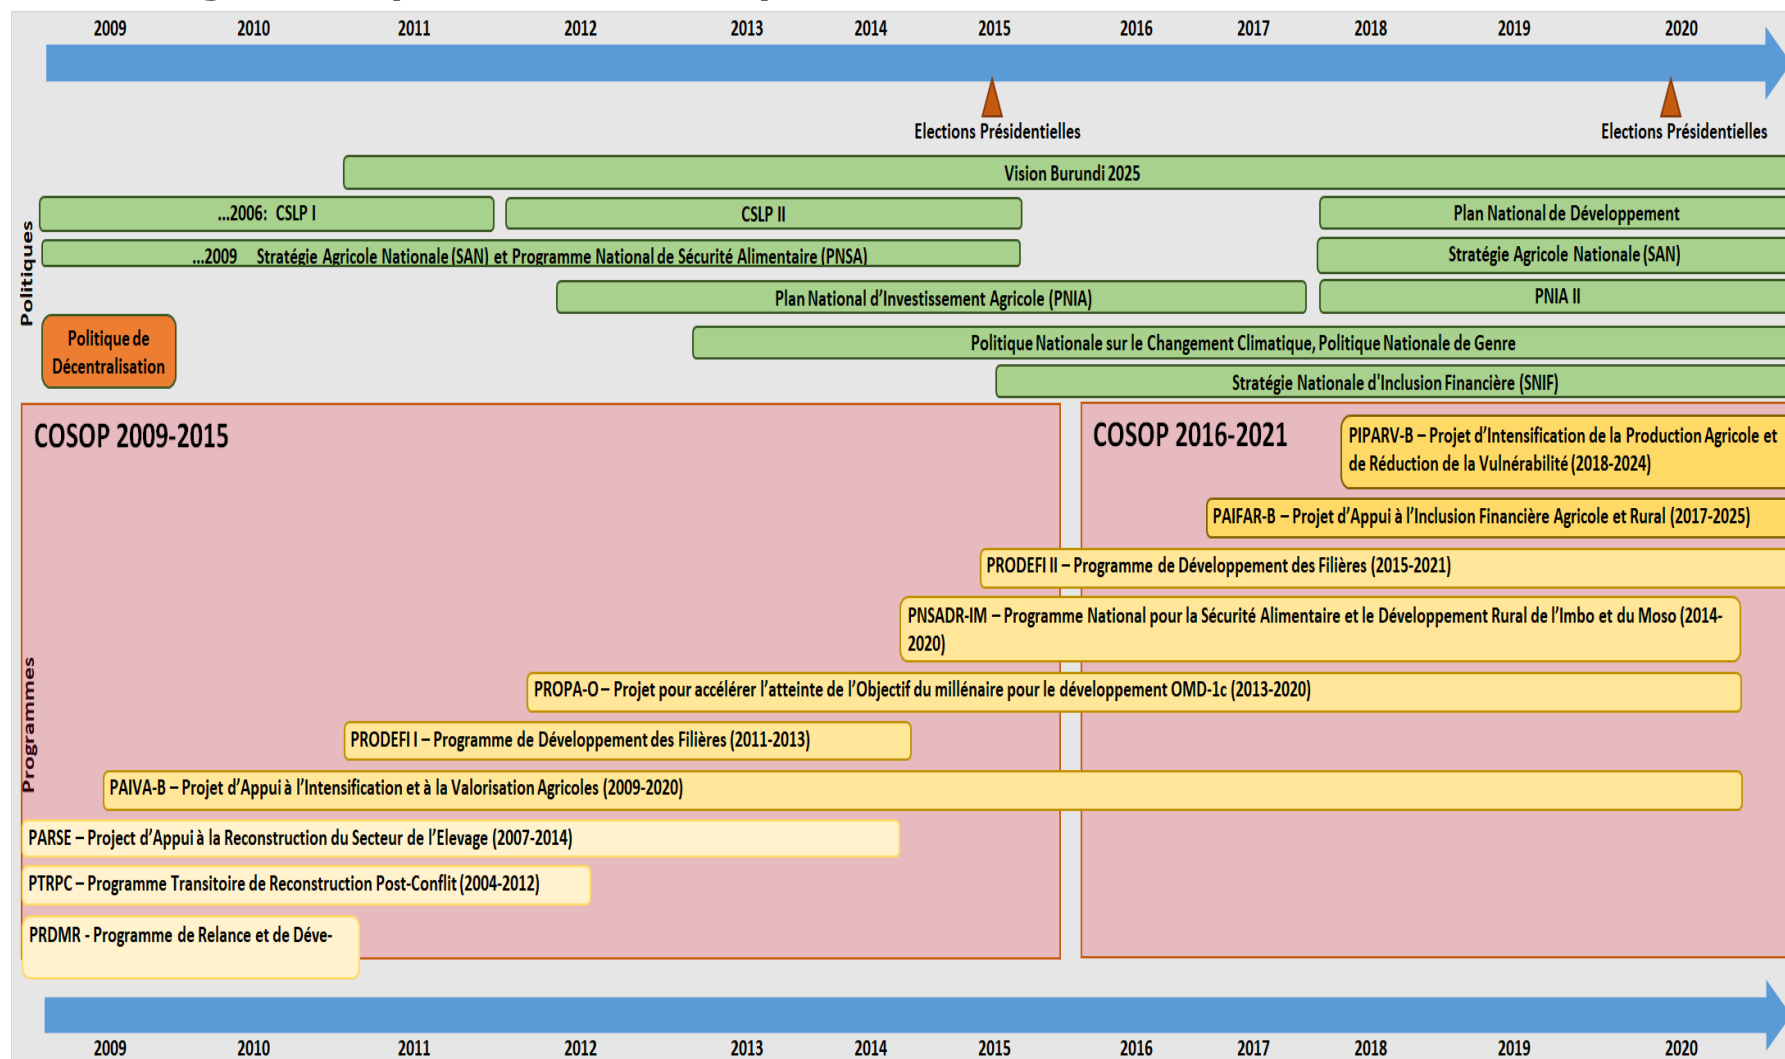 2009 2010 2011 2012 2013 2014 2015 2016 2017 2018 2019 2020
Elections Présidentielles
Elections Présidentielles
Politiques
Vision Burundi 2025
...2006: CSLP I
CSLP II
Plan National de Développement
...2009 Stratégie Agricole Nationale (SAN) et Programme National de Sécurité Alimentaire (PNSA)
Stratégie Agricole Nationale (SAN)
Plan National d'Investissement Agricole (PNIA)
PNIA II
Politique de
Décentralisation
Politique Nationale sur le Changement Climatique, Politique Nationale de Genre
Stratégie Nationale d'Inclusion Financière (SNIF)
Programmes
COSOP 2009-2015
COSOP 2016-2021
PIPARV-B – Projet d'Intensification de la Production Agricole et
de Réduction de la Vulnérabilité (2018-2024)
PAIFAR-B – Projet d'Appui à l'Inclusion Financière Agricole et Rural (2017-2025)
PRODEFI II – Programme de Développement des Filières (2015-2021)
PNSADR-IM – Programme National pour la Sécurité Alimentaire et le Développement Rural de l'Imbo et du Moso (2014-
2020)
PROPA-O – Projet pour accélérer l'atteinte de l'Objectif du millénaire pour le développement OMD-1c (2013-2020)
PRODEFI I – Programme de Développement des Filières (2011-2013)
PAIVA-B – Projet d'Appui à l'Intensification et à la Valorisation Agricoles (2009-2020)
PARSE – Project d'Appui à la Reconstruction du Secteur de l'Elevage (2007-2014)
PTRPC – Programme Transitoire de Reconstruction Post-Conflit (2004-2012)
PRDMR - Programme de Relance et de Déve-
2009 2010 2011 2012 2013 2014 2015 2016 2017 2018 2019 2020